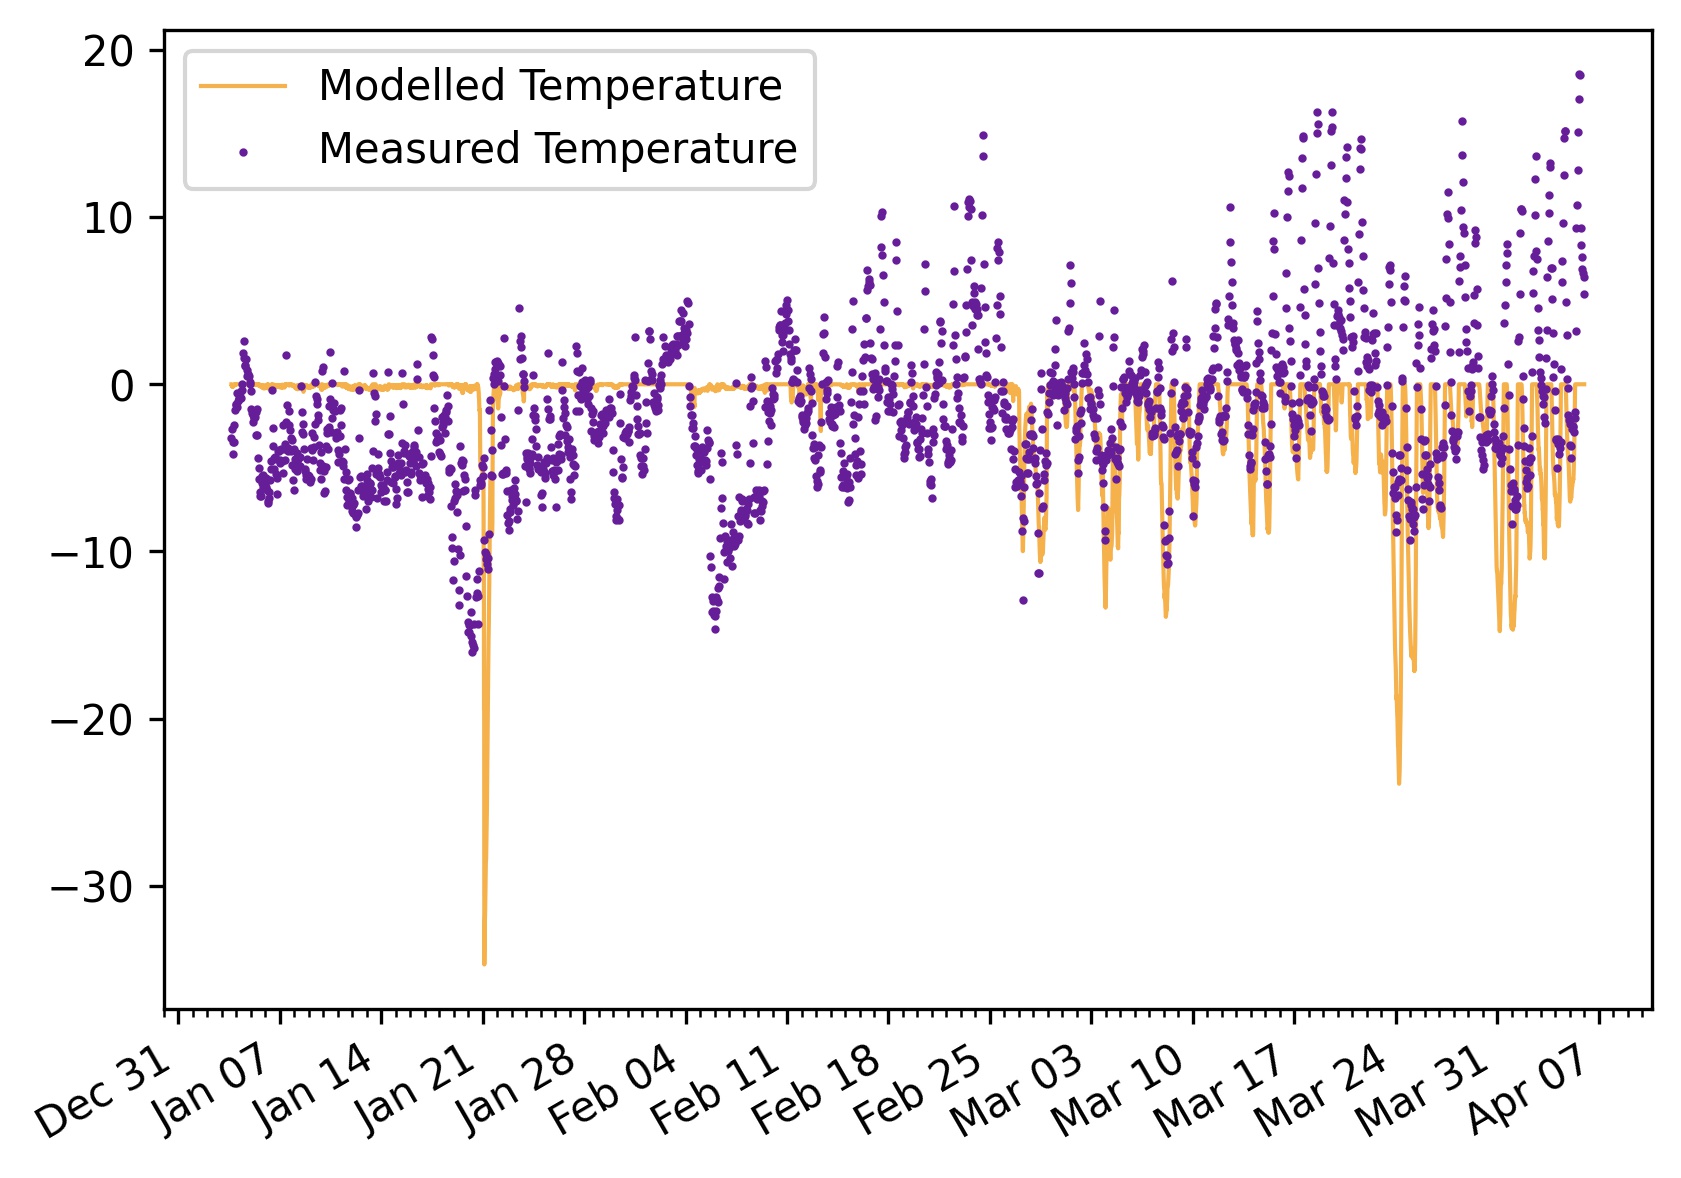 20
10
0
−10
−20
−30
Modelled Temperature
Measured Temperature
Dec 31
Jan 07
Jan 14
Jan 21
Jan 28
Feb 04
Feb 11
Feb 18
Feb 25
Mar 03
Mar 10
Mar 17
Mar 24
Mar 31
Apr 07